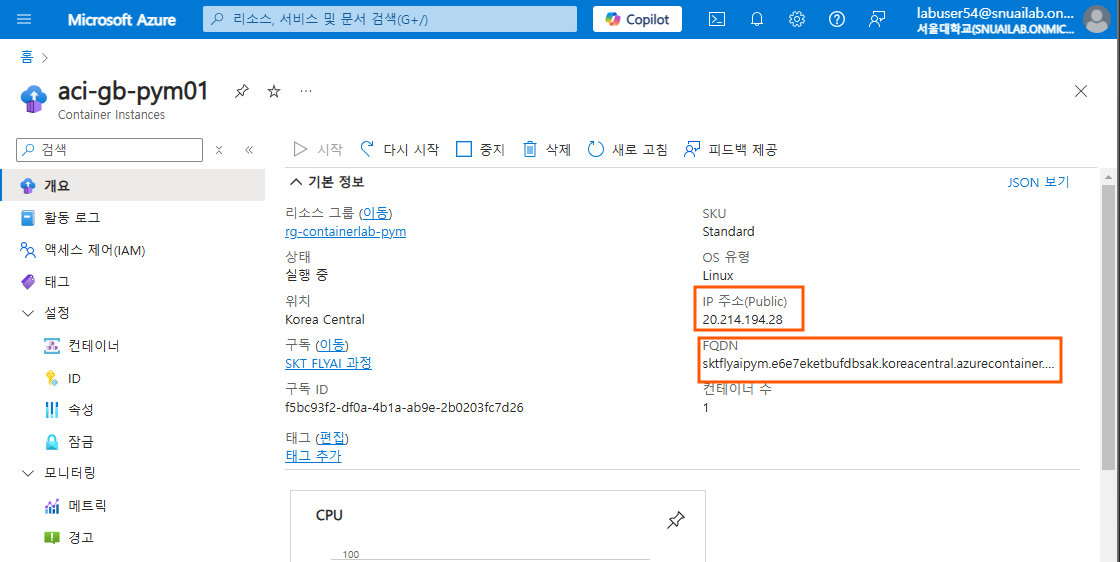 Microsoft Azure
리소스, 서비스 및 문서 검색(G+/)
Copilot
labuser54@snuailab.on...
서울대학교(SNUAILAB.ONMIC...
홈
aci-gb-pym01
Container Instances
검색
시작
다시 시작
중지
삭제
새로 고침
피드백 제공
개요
활동 로그
액세스 제어(IAM)
태그
설정
컨테이너
ID
속성
잠금
모니터링
메트릭
경고
기본 정보
JSON 보기
리소스 그룹 (이동)
rg-containerlab-pym
상태
실행 중
위치
Korea Central
구독 (이동)
SKT FLYAI 과정
구독 ID
f5bc93f2-df0a-4b1a-ab9e-2b0203fc7d26
태그 (편집)
태그 추가
SKU
Standard
OS 유형
Linux
IP 주소(Public)
20.214.194.28
FQDN
sktflyaipym.e6e7eketbufdbsak.koreacentral.azurecontainer....
컨테이너 수
1
CPU
100